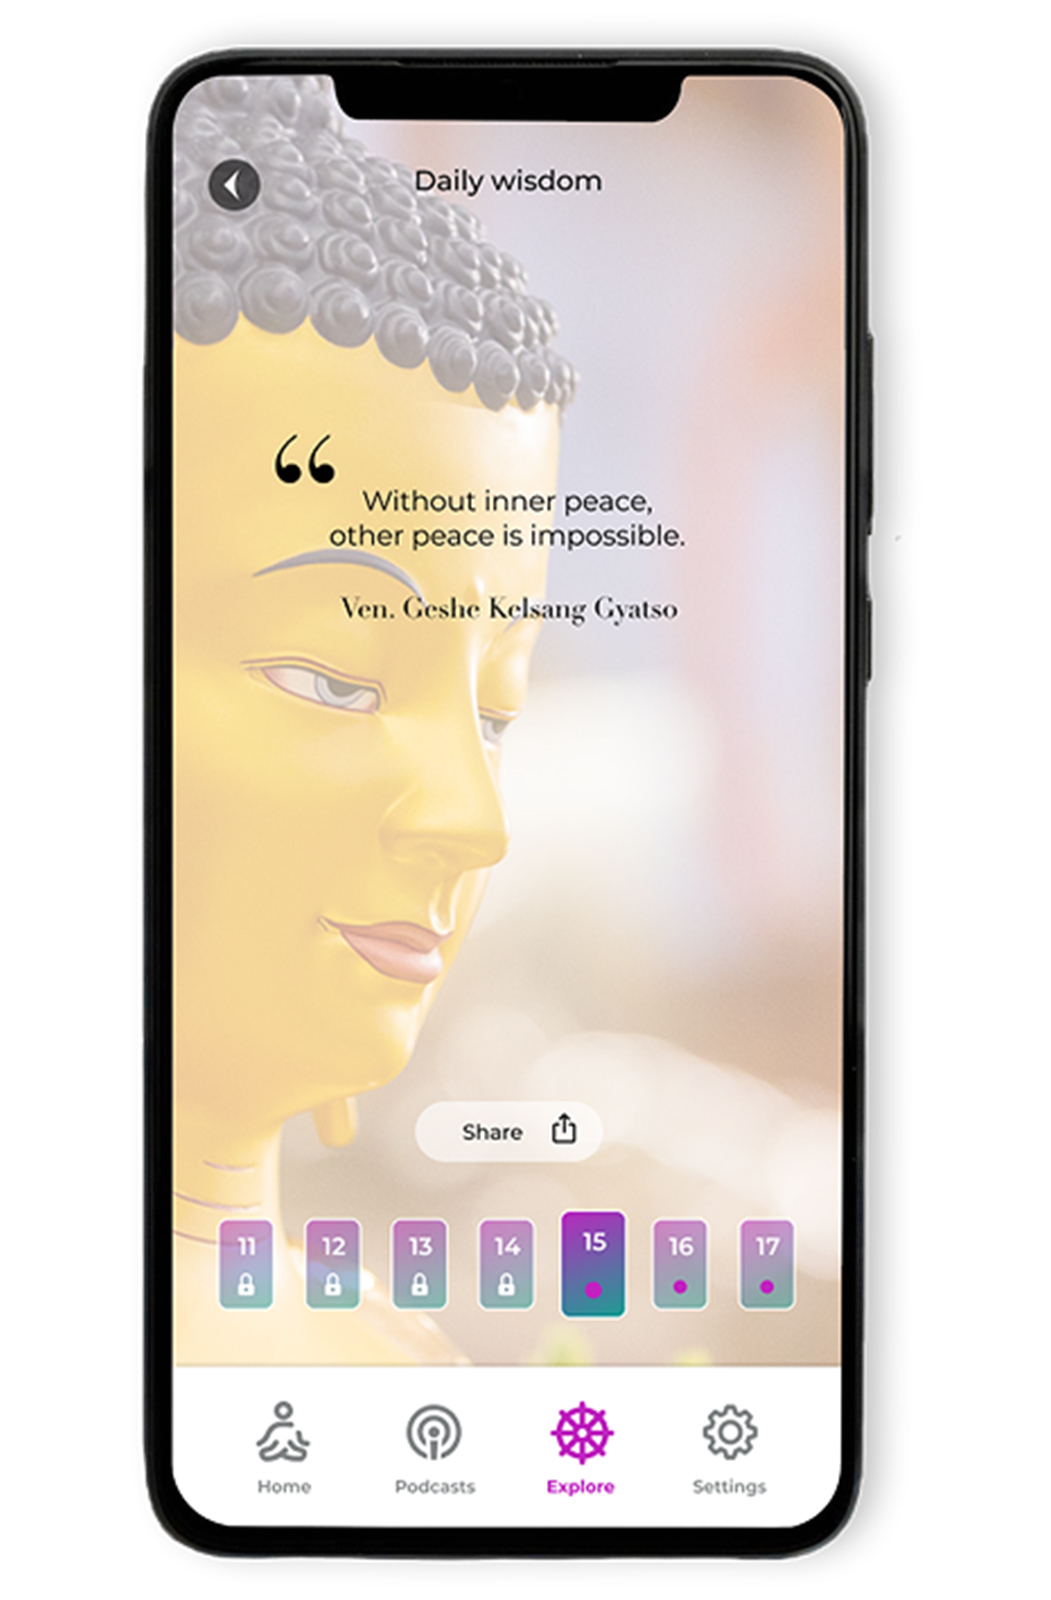 Daily wisdom
“
Without inner peace,
other peace is impossible.
Ven. Geshe Kelsang Gyatso
Share
11 12 13 14 15 16 17
Home Podcasts Explore Settings